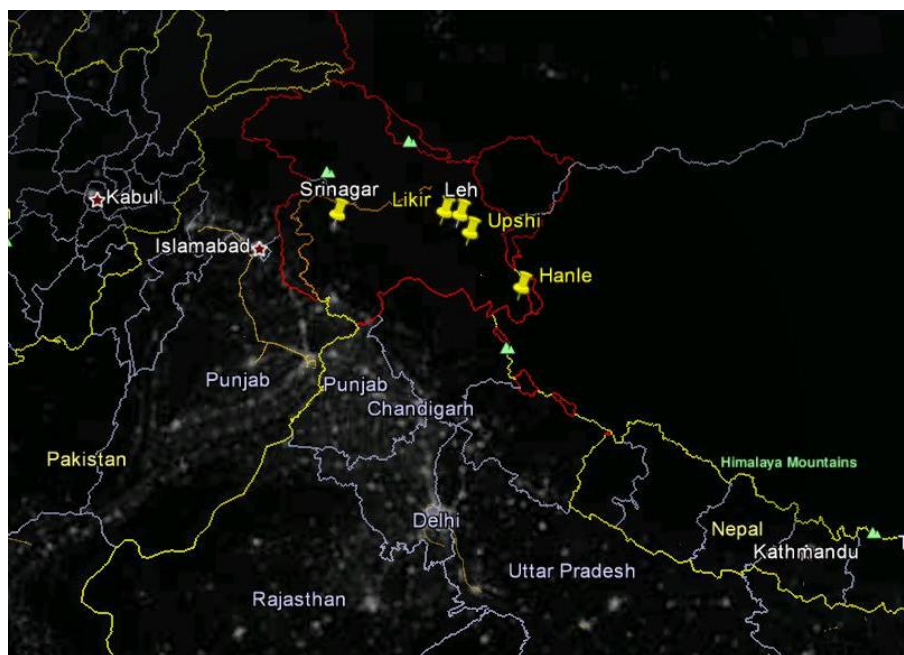 Srinagar
Likir
Leh
Upshi
Kabul
Islamabad
Hanle
Punjab
Punjab
Chandigarh
Pakistan
Himalaya Mountains
Delhi
Nepal
Kathmandu
T
Uttar Pradesh
Rajasthan